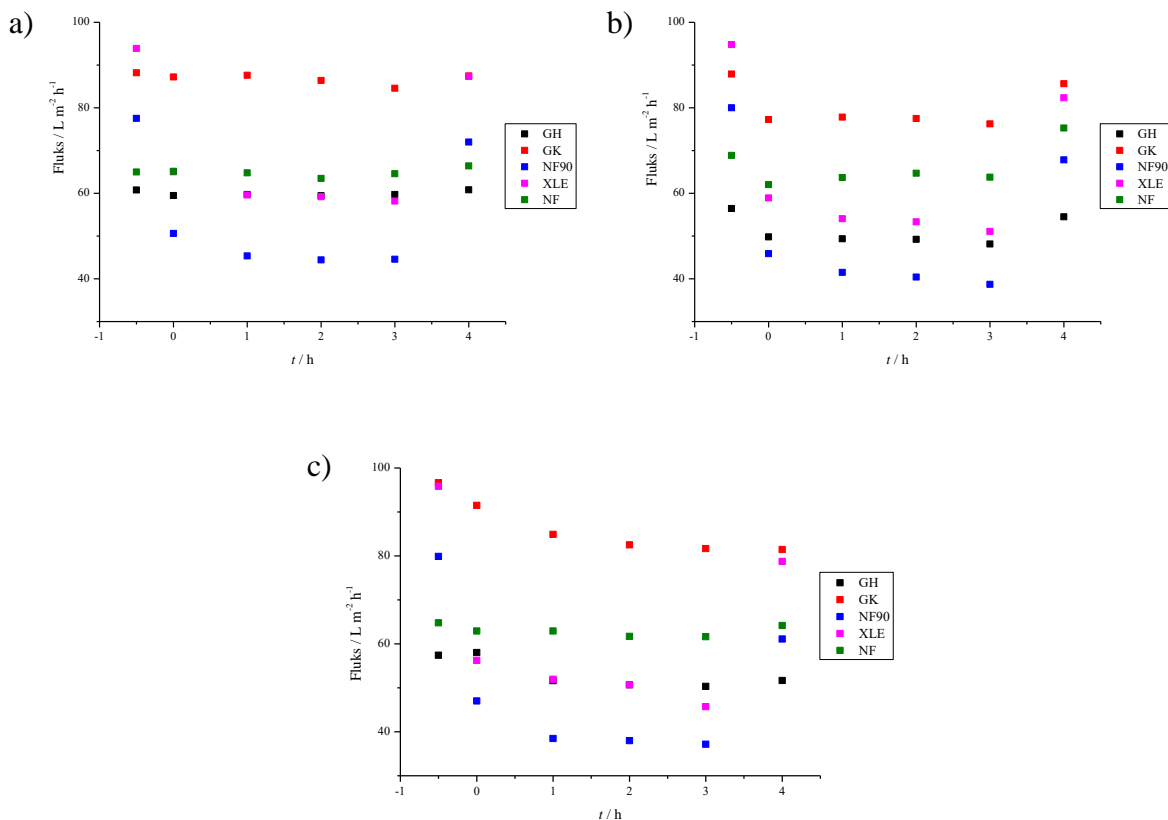 a)
100
80
60
40
Fluks / L m⁻² h⁻¹
-1 0 1 2 3 4
t / h
GH
GK
NF90
XLE
NF
b)
100
80
60
40
Fluks / L m⁻² h⁻¹
-1 0 1 2 3 4
t / h
GH
GK
NF90
XLE
NF
c)
100
80
60
40
Fluks / L m⁻² h⁻¹
-1 0 1 2 3 4
t / h
GH
GK
NF90
XLE
NF